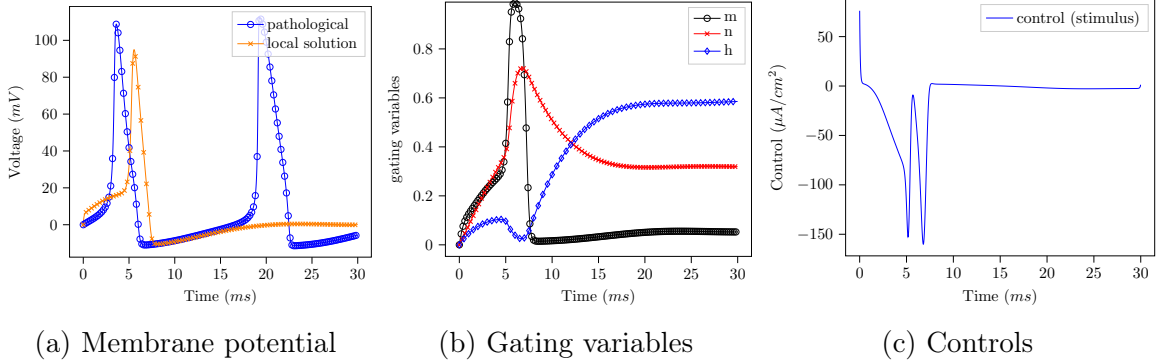 Voltage (mV)
100
80
60
40
20
0
pathological
local solution
0 5 10 15 20 25 30
Time (ms)
(a) Membrane potential
gating variables
0.8
0.6
0.4
0.2
0
m
n
h
0 5 10 15 20 25 30
Time (ms)
(b) Gating variables
Control (μA/cm²)
50
0
−50
−100
−150
control (stimulus)
0 5 10 15 20 25 30
Time (ms)
(c) Controls